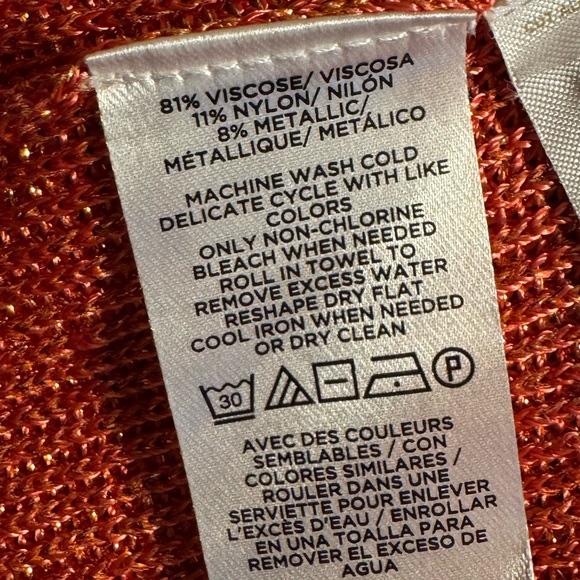 81% VISCOSE/ VISCOSA
11% NYLON/ NILÓN
8% METALLIC/
MÉTALLIQUE/ METÁLICO
MACHINE WASH COLD
DELICATE CYCLE WITH LIKE
COLORS
ONLY NON-CHLORINE
BLEACH WHEN NEEDED
ROLL IN TOWEL TO
REMOVE EXCESS WATER
RESHAPE DRY FLAT
COOL IRON WHEN NEEDED
OR DRY CLEAN
30 P
AVEC DES COULEURS
SEMBLABLES / CON
COLORES SIMILARES /
ROULER DANS UNE
SERVIETTE POUR ENLEVER
L'EXCÈS D'EAU / ENROLLAR
EN UNA TOALLA PARA
REMOVER EL EXCESO DE
AGUA